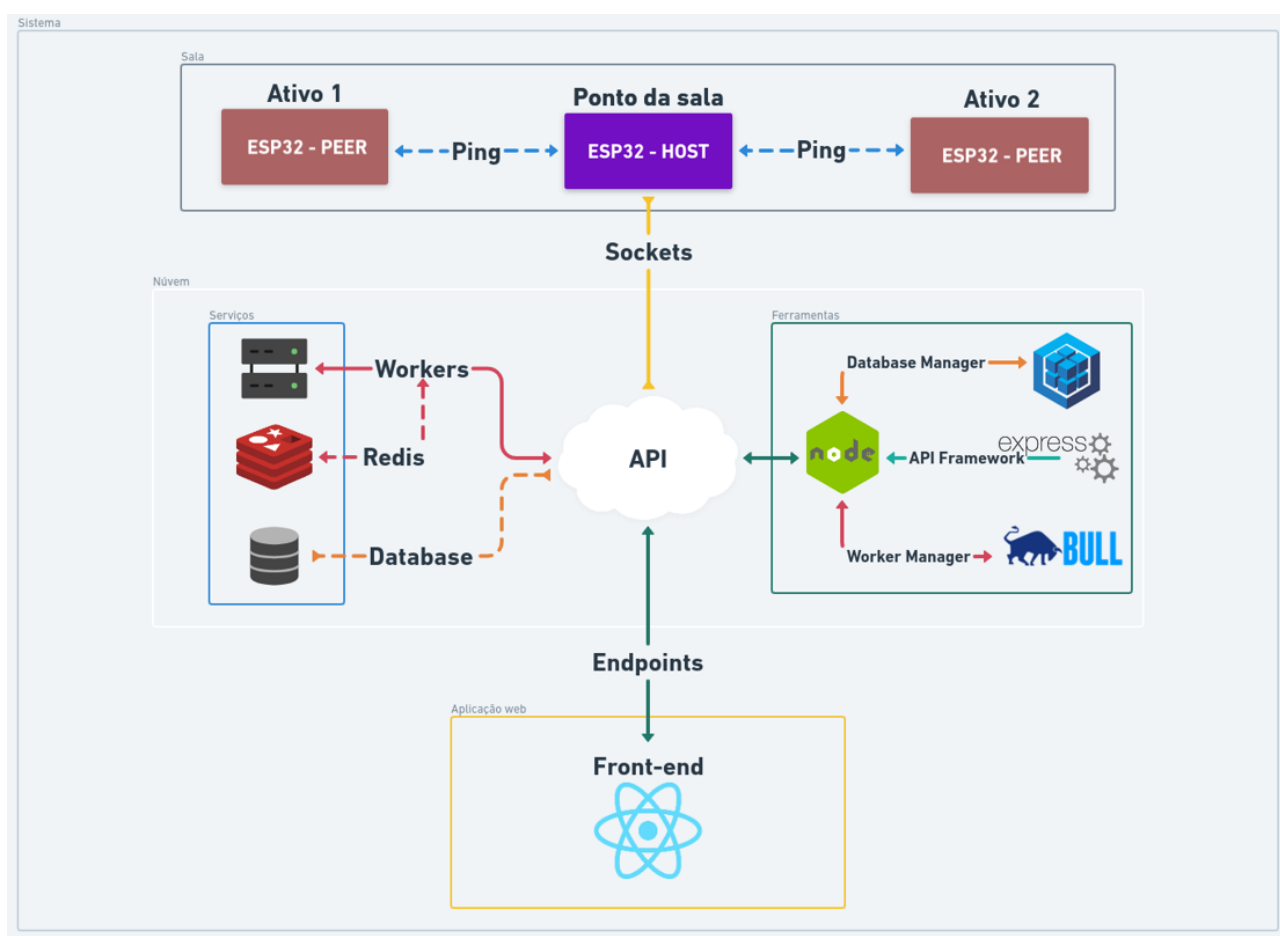 Sistema
Sala
Ativo 1
Ponto da sala
Ativo 2
ESP32 - PEER
Ping
ESP32 - HOST
Ping
ESP32 - PEER
Sockets
Núvem
Serviços
Ferramentas
Workers
Database Manager
Redis
API
node
API Framework
express
Database
Worker Manager
BULL
Endpoints
Aplicação web
Front-end